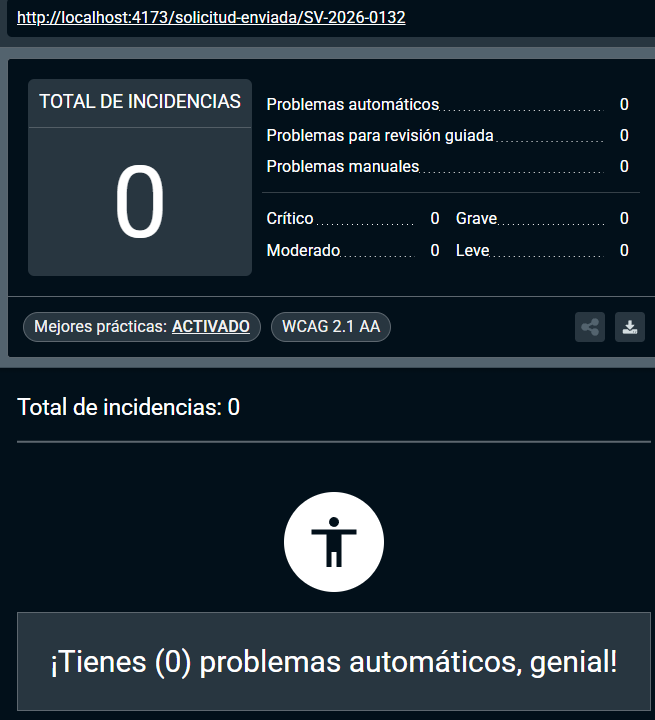 http://localhost:4173/solicitud-enviada/SV-2026-0132
TOTAL DE INCIDENCIAS
0
Problemas automáticos 0
Problemas para revisión guiada 0
Problemas manuales 0
Crítico 0 Grave 0
Moderado 0 Leve 0
Mejores prácticas: ACTIVADO WCAG 2.1 AA
Total de incidencias: 0
¡Tienes (0) problemas automáticos, genial!